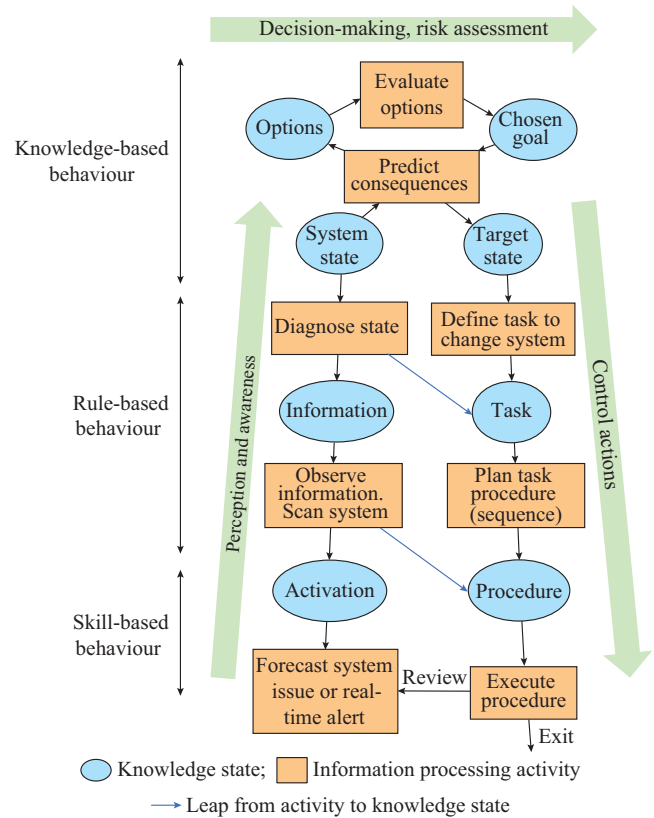 Decision-making, risk assessment
Evaluate
options
Options
Chosen
goal
Knowledge-based
behaviour
Predict
consequences
System
state
Target
state
Diagnose state
Define task to
change system
Rule-based
behaviour
Information
Task
Perception and awareness
Control actions
Observe
information.
Scan system
Plan task
procedure
(sequence)
Activation
Procedure
Skill-based
behaviour
Forecast system
issue or real-
time alert
Review
Execute
procedure
Exit
Knowledge state; Information processing activity
Leap from activity to knowledge state